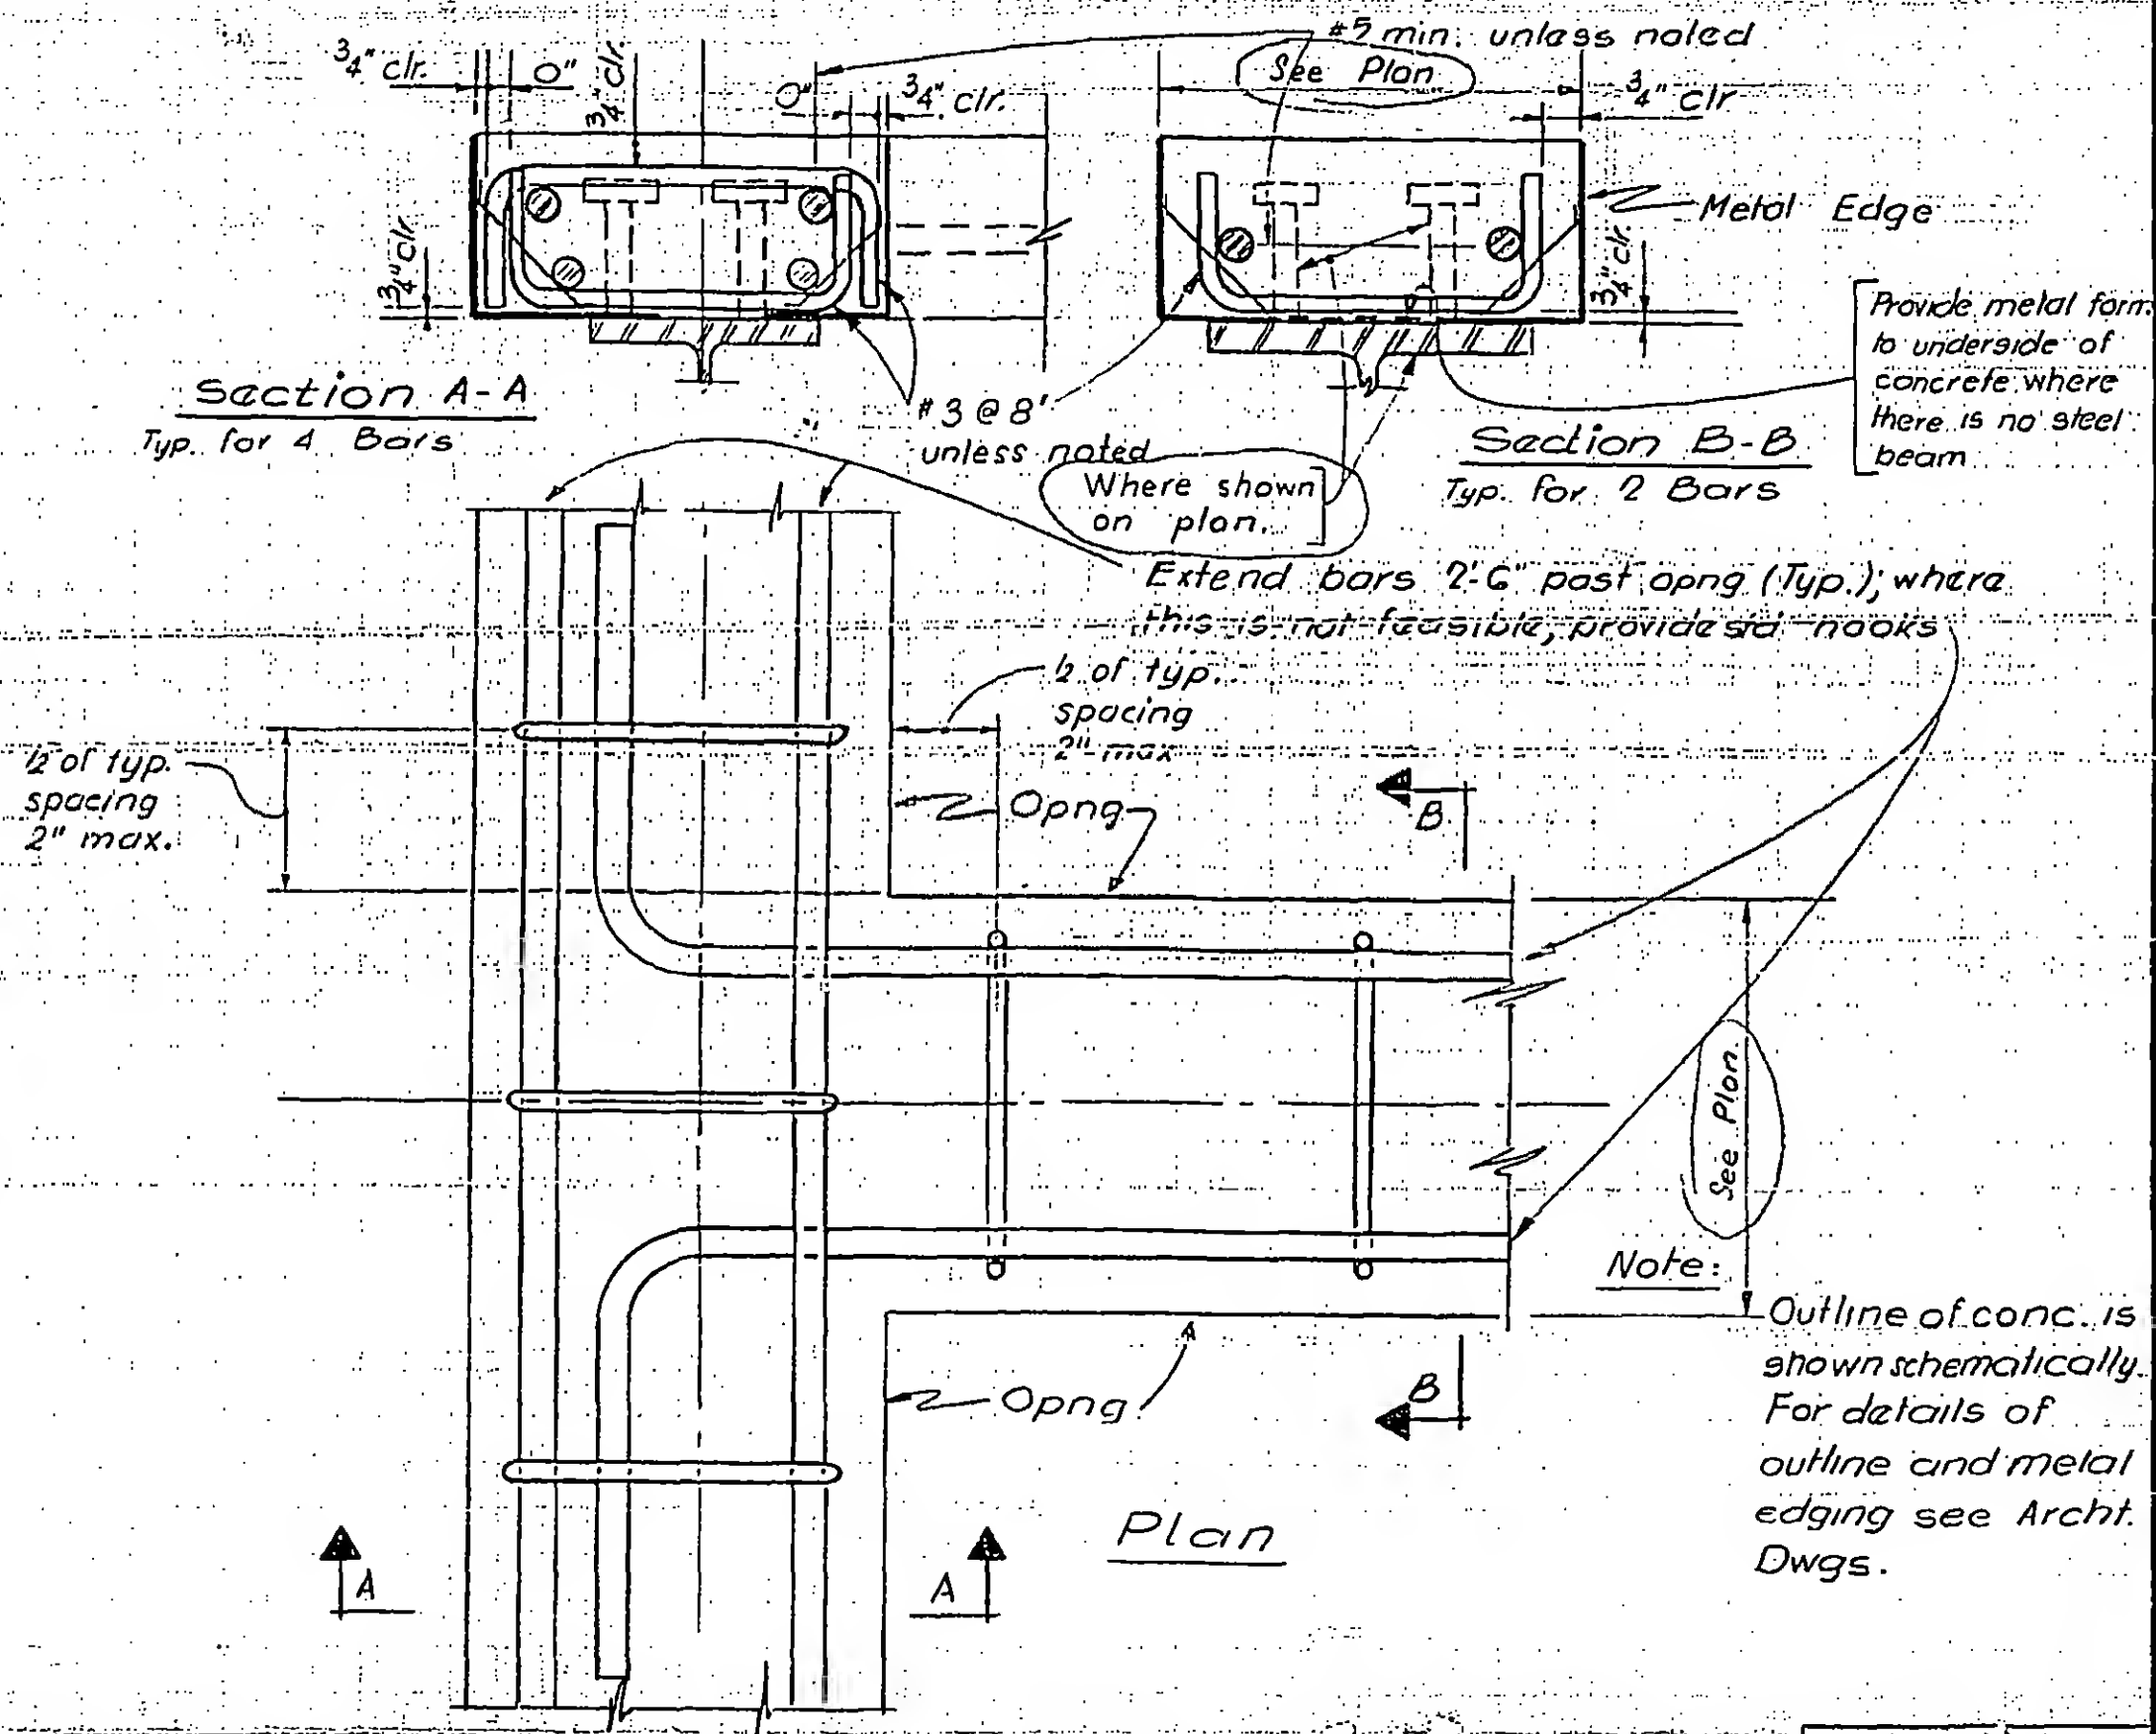 #5 min. unless noted
See Plan
3/4" clr.
0"
3/4" clr.
0"
3/4" clr.
3/4" clr
3/4" clr.
Metal Edge
3/4" clr.
Provide metal form
to underside of
concrete where
there is no steel
beam
Section A-A
Typ. for 4 Bars
#3 @ 8"
unless noted
Section B-B
Typ. for 2 Bars
Where shown
on plan.
Extend bars 2'-6" past opng (Typ.); where
this is not feasible, provide std hooks
1/2 of typ.
spacing
2" max
1/2 of typ.
spacing
2" max.
Opng
B
See Plan
Note:
Outline of conc. is
shown schematically.
For details of
outline and metal
edging see Archt.
Dwgs.
Opng
B
Plan
A
A